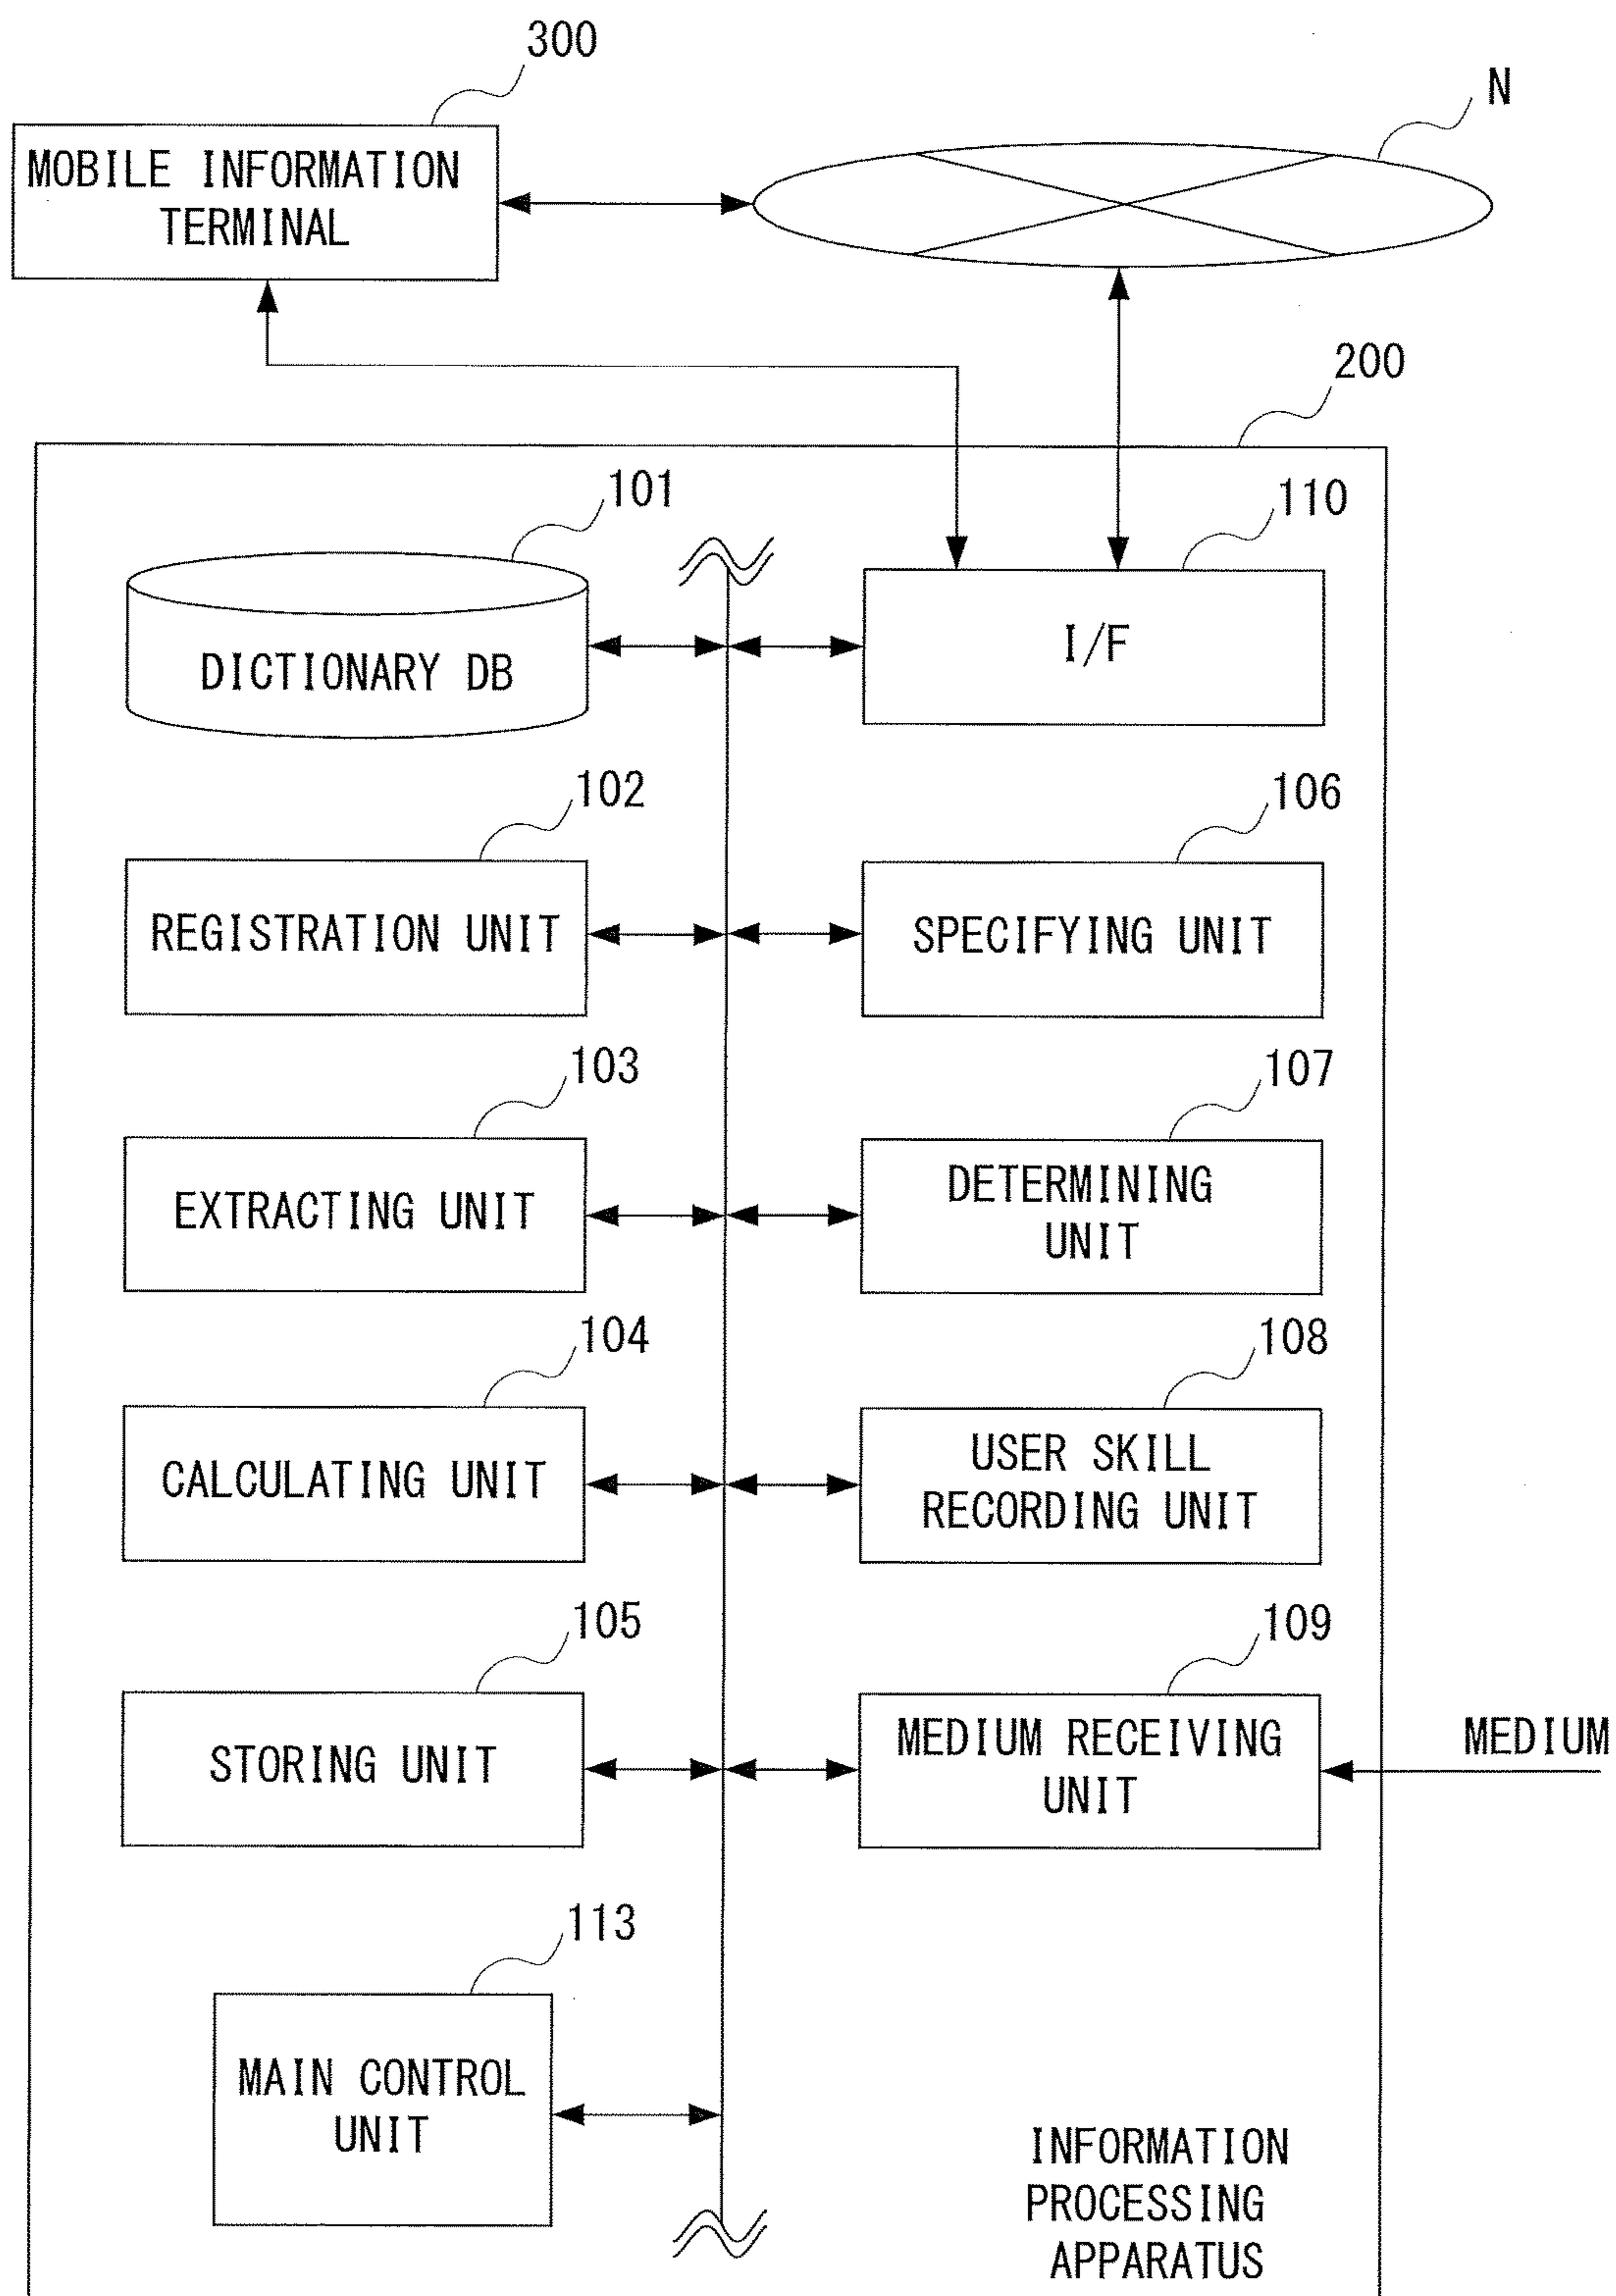 300
N
MOBILE INFORMATION
TERMINAL
200
101
110
DICTIONARY DB
I/F
102
106
REGISTRATION UNIT
SPECIFYING UNIT
103
107
EXTRACTING UNIT
DETERMINING
UNIT
104
108
CALCULATING UNIT
USER SKILL
RECORDING UNIT
105
109
STORING UNIT
MEDIUM RECEIVING
UNIT
MEDIUM
113
MAIN CONTROL
UNIT
INFORMATION
PROCESSING
APPARATUS